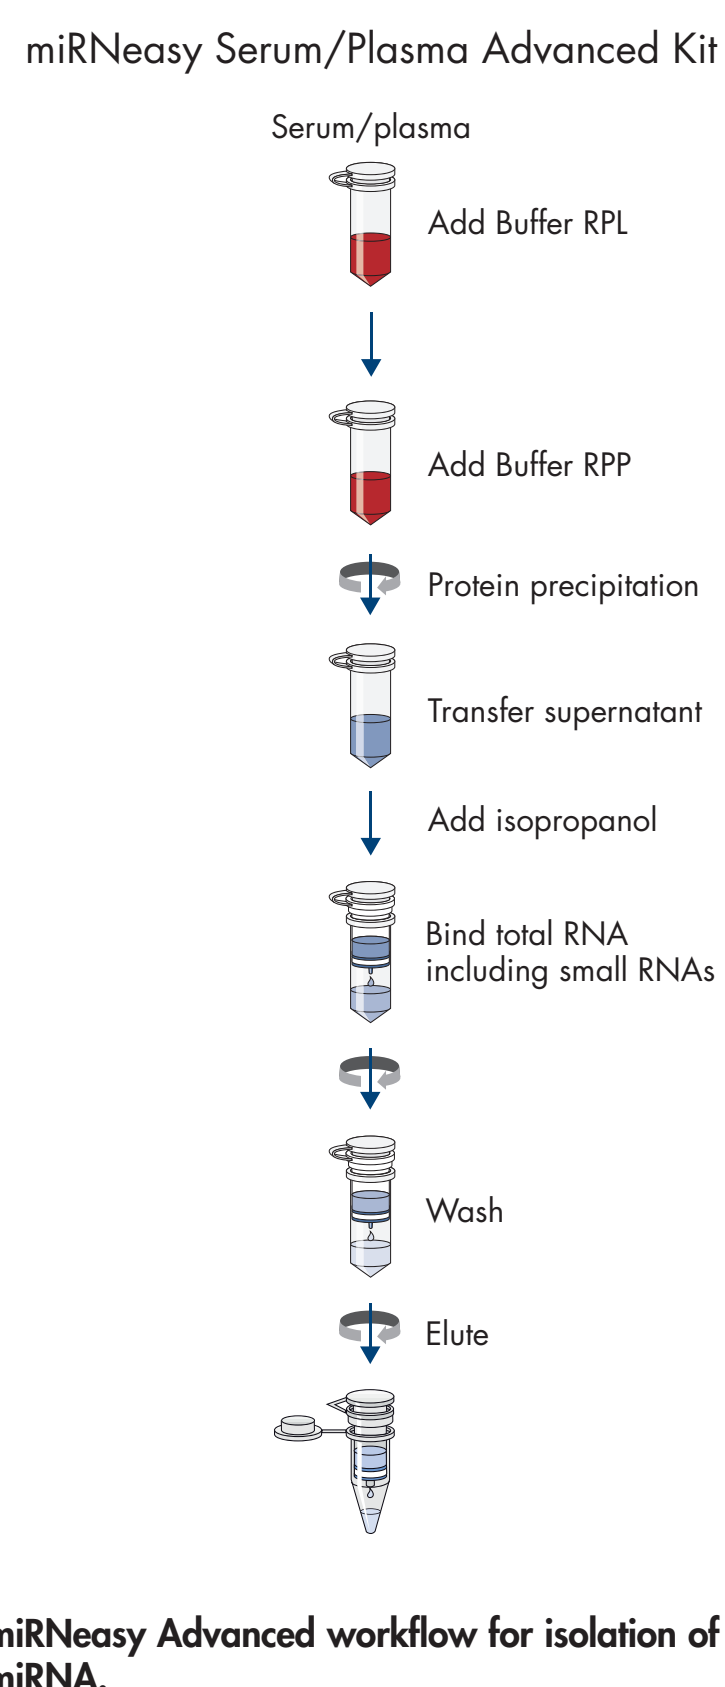 miRNeasy Serum/Plasma Advanced Kit
Serum/plasma
Add Buffer RPL
Add Buffer RPP
Protein precipitation
Transfer supernatant
Add isopropanol
Bind total RNA
including small RNAs
Wash
Elute
miRNeasy Advanced workflow for isolation of
miRNA.